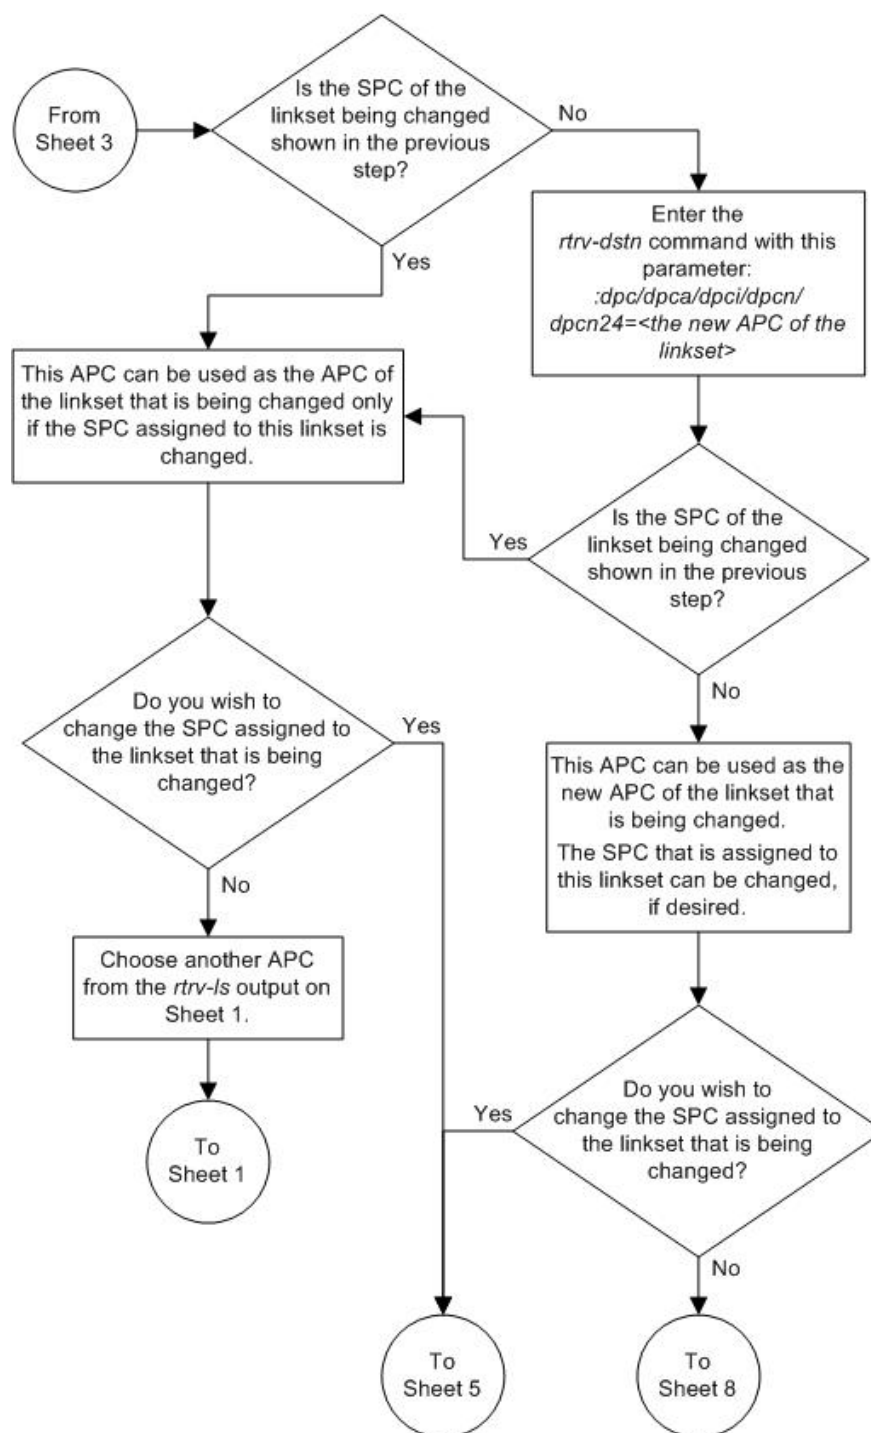 From
Sheet 3
Is the SPC of the
linkset being changed
shown in the previous
step?
No
Yes
Enter the
rtrv-dstn command with this
parameter:
:dpc/dpca/dpci/dpcn/
dpcn24=<the new APC of the
linkset>
This APC can be used as the APC of
the linkset that is being changed only
if the SPC assigned to this linkset is
changed.
Is the SPC of the
linkset being changed
shown in the previous
step?
Yes
No
Do you wish to
change the SPC assigned to
the linkset that is being
changed?
Yes
No
This APC can be used as the
new APC of the linkset that
is being changed.
The SPC that is assigned to
this linkset can be changed,
if desired.
Choose another APC
from the rtrv-ls output on
Sheet 1.
To
Sheet 1
Do you wish to
change the SPC assigned to
the linkset that is being
changed?
Yes
No
To
Sheet 5
To
Sheet 8